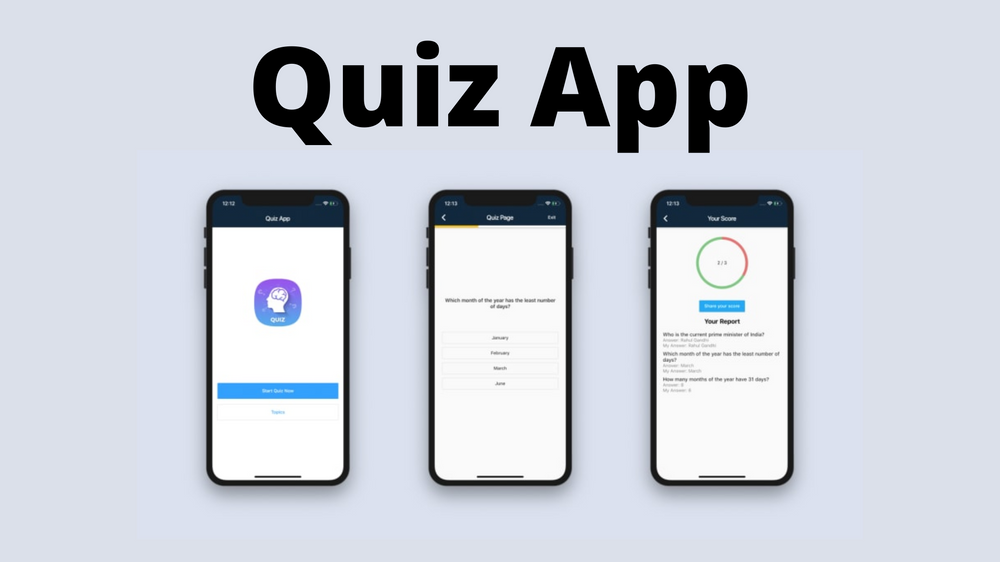 Quiz App
12:12
Quiz App
QUIZ
Start Quiz Now
Topics
12:13
Quiz Page
Exit
Which month of the year has the least number
of days?
January
February
March
June
12:13
Your Score
Share your score
Your Report
Who is the current prime minister of India?
Answer: Rahul Gandhi
My Answer: Rahul Gandhi
Which month of the year has the least number of
days?
Answer: March
My Answer: March
How many months of the year have 31 days?
Answer:
My Answer: